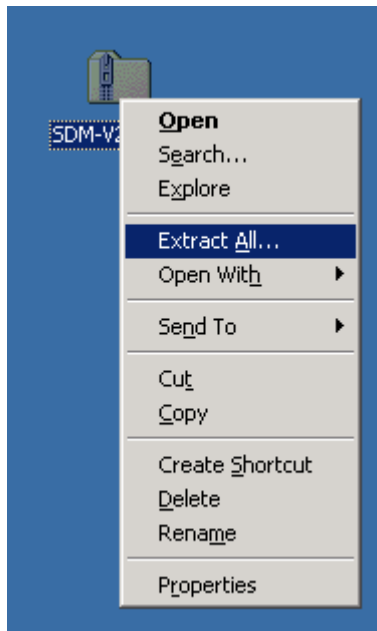 SDM-V2
Open
Search...
Explore
Extract All...
Open With
Send To
Cut
Copy
Create Shortcut
Delete
Rename
Properties